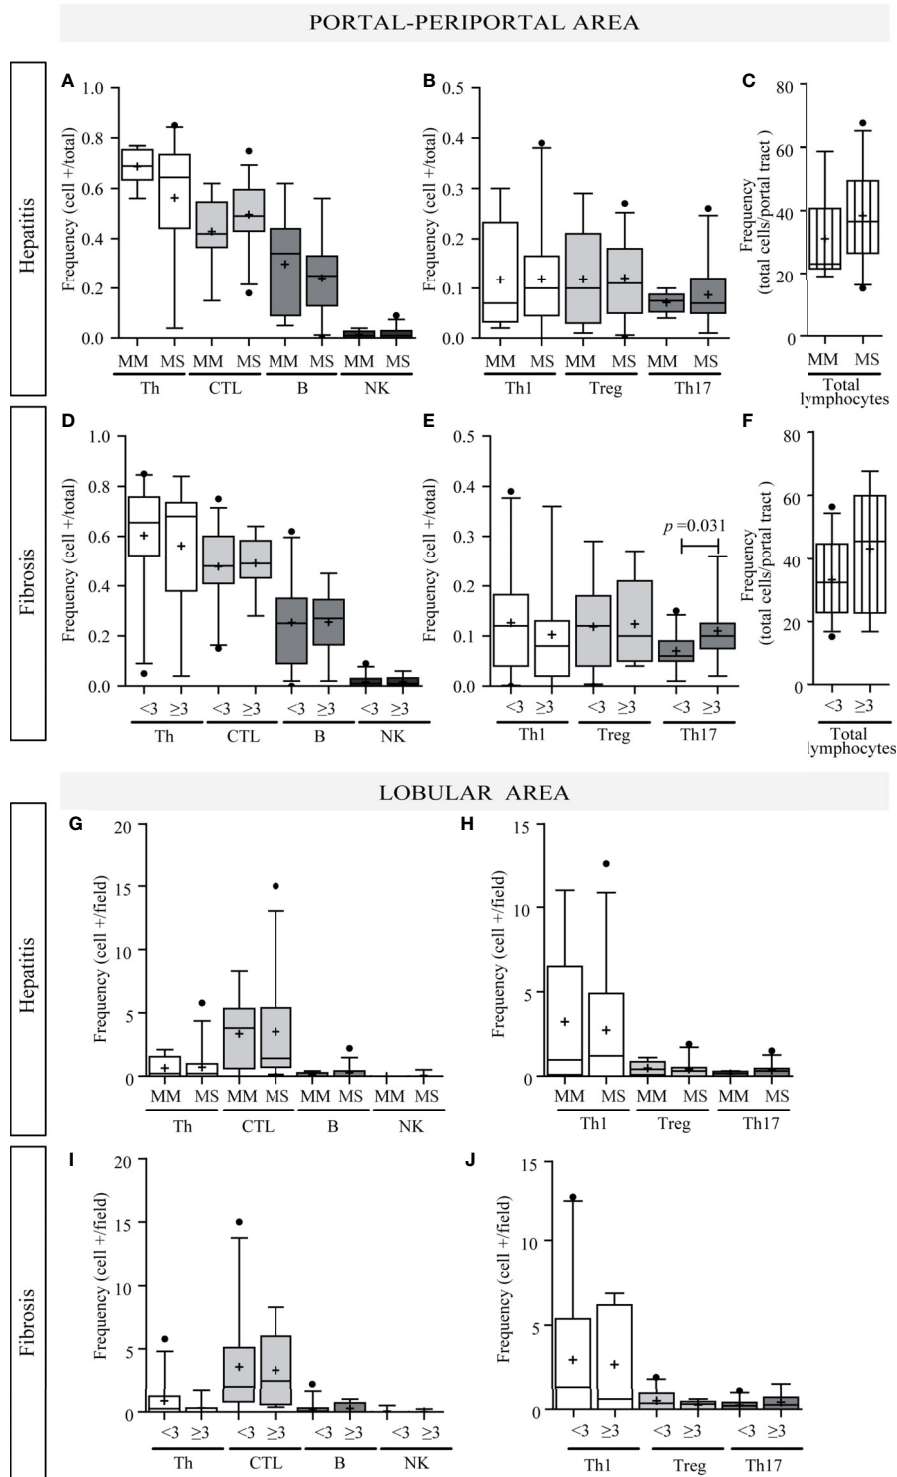 PORTAL-PERIPORTAL AREA
Hepatitis
A
Frequency (cell +/total)
1.0
0.8
0.6
0.4
0.2
0.0
MM MS MM MS MM MS MM MS
Th CTL B NK
B
Frequency (cell +/total)
0.5
0.4
0.3
0.2
0.1
0.0
MM MS MM MS MM MS
Th1 Treg Th17
C
Frequency
(total cells/portal tract )
80
60
40
20
0
MM MS
Total
lymphocytes
Fibrosis
D
Frequency (cell +/total)
1.0
0.8
0.6
0.4
0.2
0.0
<3 ≥3 <3 ≥3 <3 ≥3 <3 ≥3
Th CTL B NK
E
Frequency (cell +/total)
0.5
0.4
0.3
0.2
0.1
0.0
p =0.031
<3 ≥3 <3 ≥3 <3 ≥3
Th1 Treg Th17
F
Frequency
(total cells/portal tract )
80
60
40
20
0
<3 ≥3
Total
lymphocytes
LOBULAR AREA
Hepatitis
G
Frequency (cell +/field)
20
15
10
5
0
MM MS MM MS MM MS MM MS
Th CTL B NK
H
Frequency (cell +/field)
15
10
5
0
MM MS MM MS MM MS
Th1 Treg Th17
Fibrosis
I
Frequency (cell +/field)
20
15
10
5
0
<3 ≥3 <3 ≥3 <3 ≥3 <3 ≥3
Th CTL B NK
J
Frequency (cell +/field)
15
10
5
0
<3 ≥3 <3 ≥3 <3 ≥3
Th1 Treg Th17